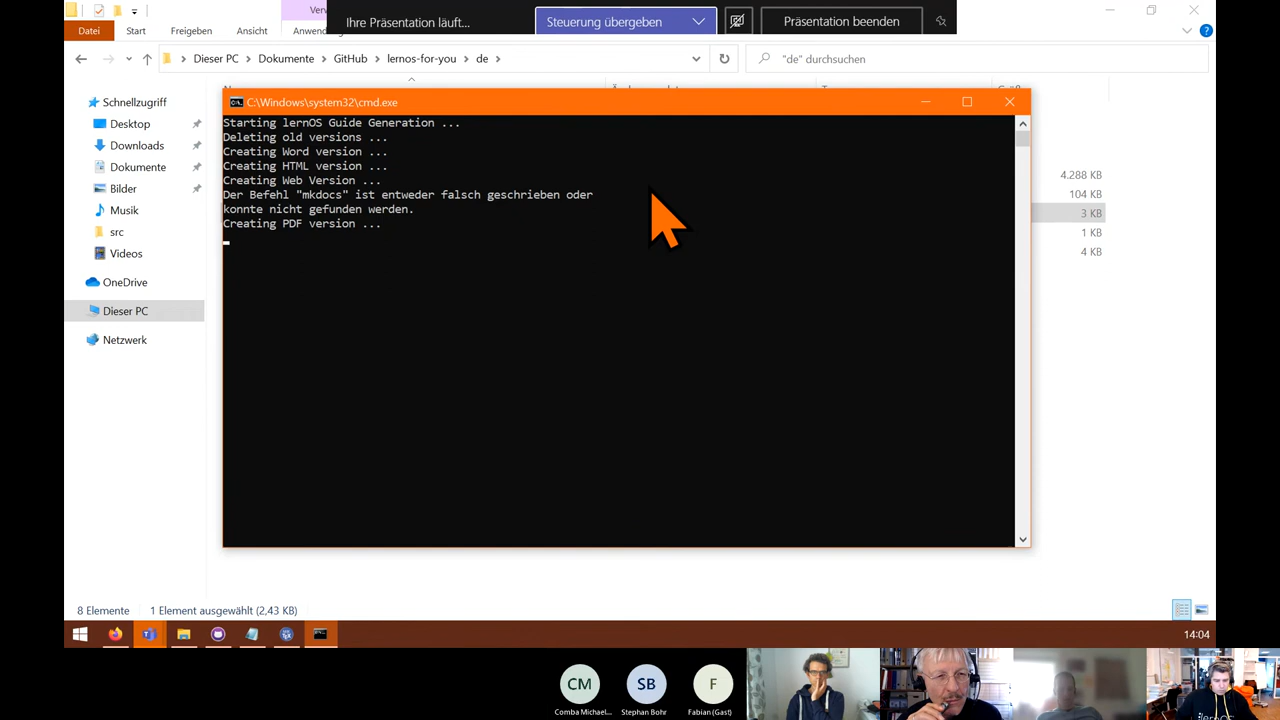 Verv
Ihre Präsentation läuft...
Steuerung übergeben
Präsentation beenden
Datei
Start
Freigeben
Ansicht
Dieser PC
Dokumente
GitHub
lernos-for-you
de
"de" durchsuchen
Schnellzugriff
Desktop
Downloads
Dokumente
Bilder
Musik
src
Videos
OneDrive
Dieser PC
Netzwerk
C:\Windows\system32\cmd.exe
Starting lernOS Guide Generation ...
Deleting old versions ...
Creating Word version ...
Creating HTML version ...
Creating Web Version ...
Der Befehl "mkdocs" ist entweder falsch geschrieben oder
konnte nicht gefunden werden.
Creating PDF version ...
4.288 KB
104 KB
3 KB
1 KB
4 KB
8 Elemente
1 Element ausgewählt (2,43 KB)
14:04
CM
SB
F
Comba Michael...
Stephan Bohr
Fabian (Gast)